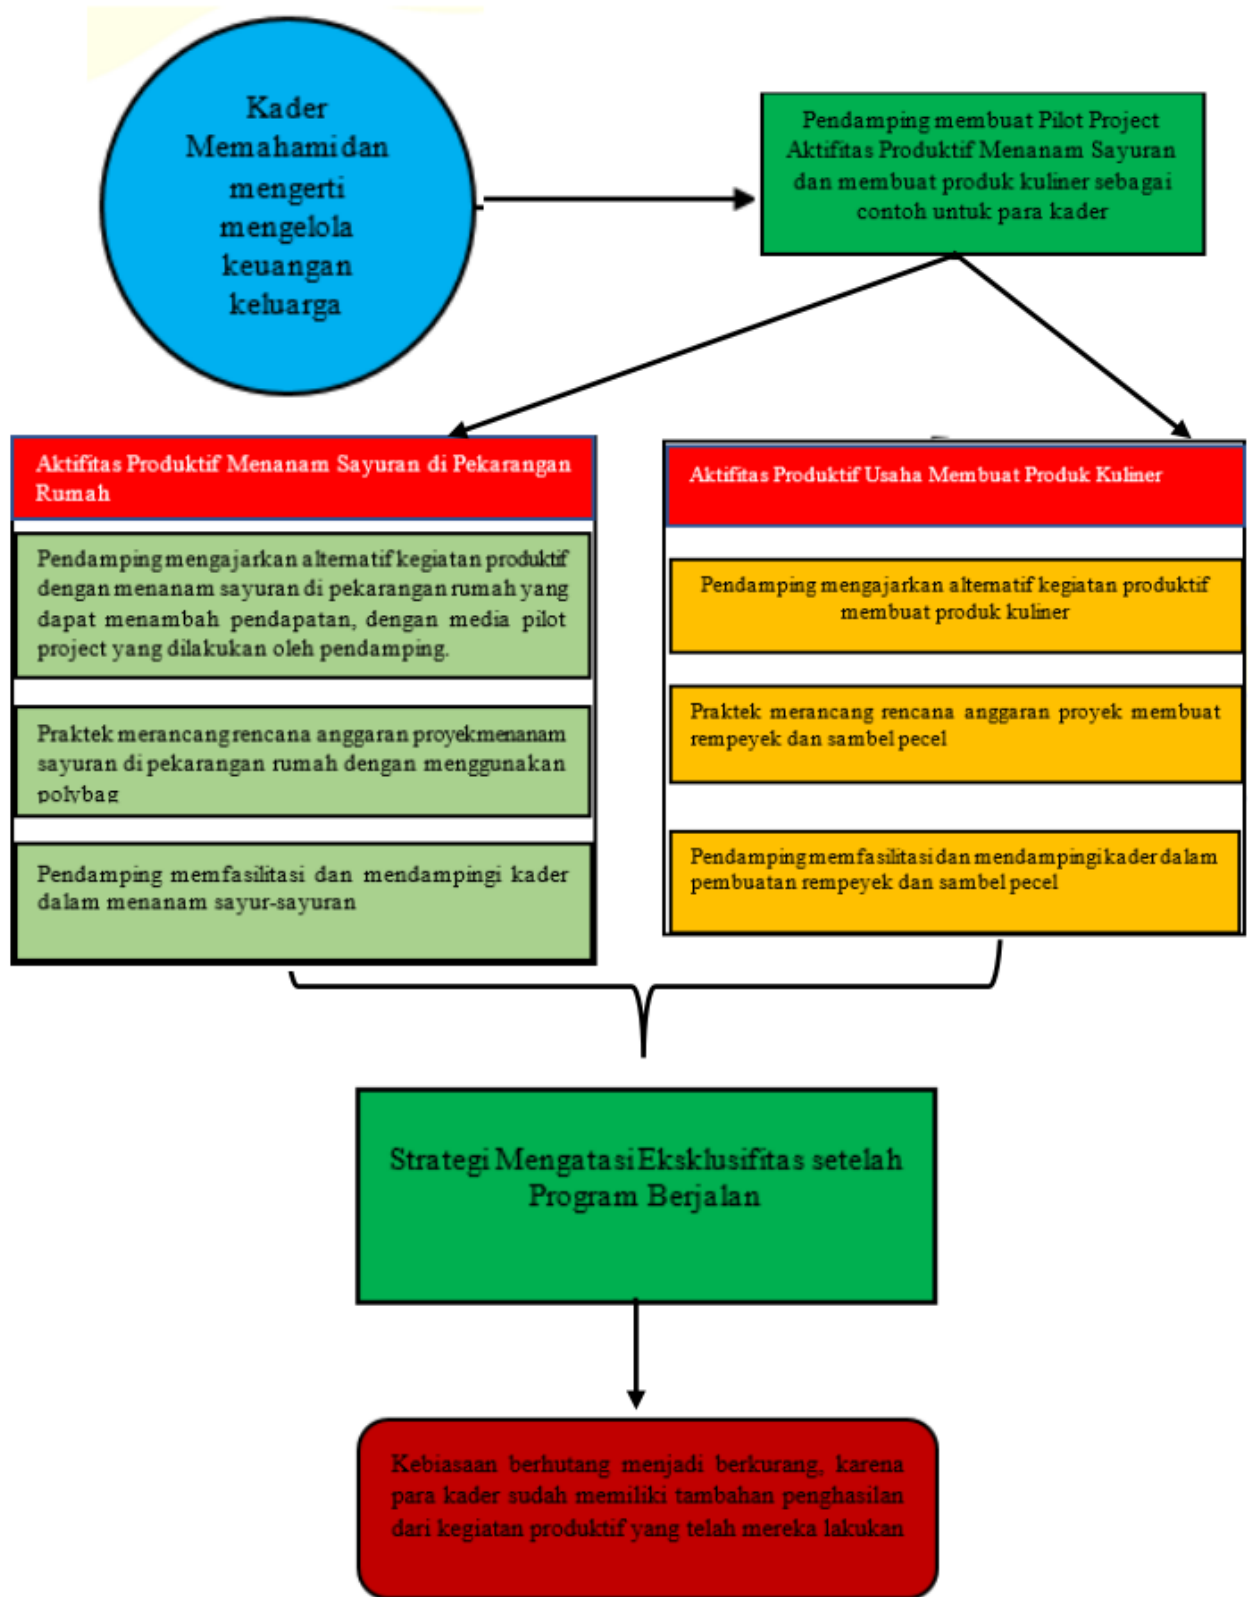 Kader
Memahami dan
mengerti
mengelola
keuangan
keluarga
Pendamping membuat Pilot Project
Aktifitas Produktif Menanam Sayuran
dan membuat produk kuliner sebagai
contoh untuk para kader
Aktifitas Produktif Menanam Sayuran di Pekarangan
Rumah
Pendamping mengajarkan alternatif kegiatan produktif
dengan menanam sayuran di pekarangan rumah yang
dapat menambah pendapatan, dengan media pilot
project yang dilakukan oleh pendamping.
Praktek merancang rencana anggaran proyek menanam
sayuran di pekarangan rumah dengan menggunakan
polybag
Pendamping memfasilitasi dan mendampingi kader
dalam menanam sayur-sayuran
Aktifitas Produktif Usaha Membuat Produk Kuliner
Pendamping mengajarkan alternatif kegiatan produktif
membuat produk kuliner
Praktek merancang rencana anggaran proyek membuat
rempeyek dan sambel pecel
Pendamping memfasilitasi dan mendampingi kader dalam
pembuatan rempeyek dan sambel pecel
Strategi Mengatasi Eksklusifitas setelah
Program Berjalan
Kebiasaan berhutang menjadi berkurang, karena
para kader sudah memiliki tambahan penghasilan
dari kegiatan produktif yang telah mereka lakukan